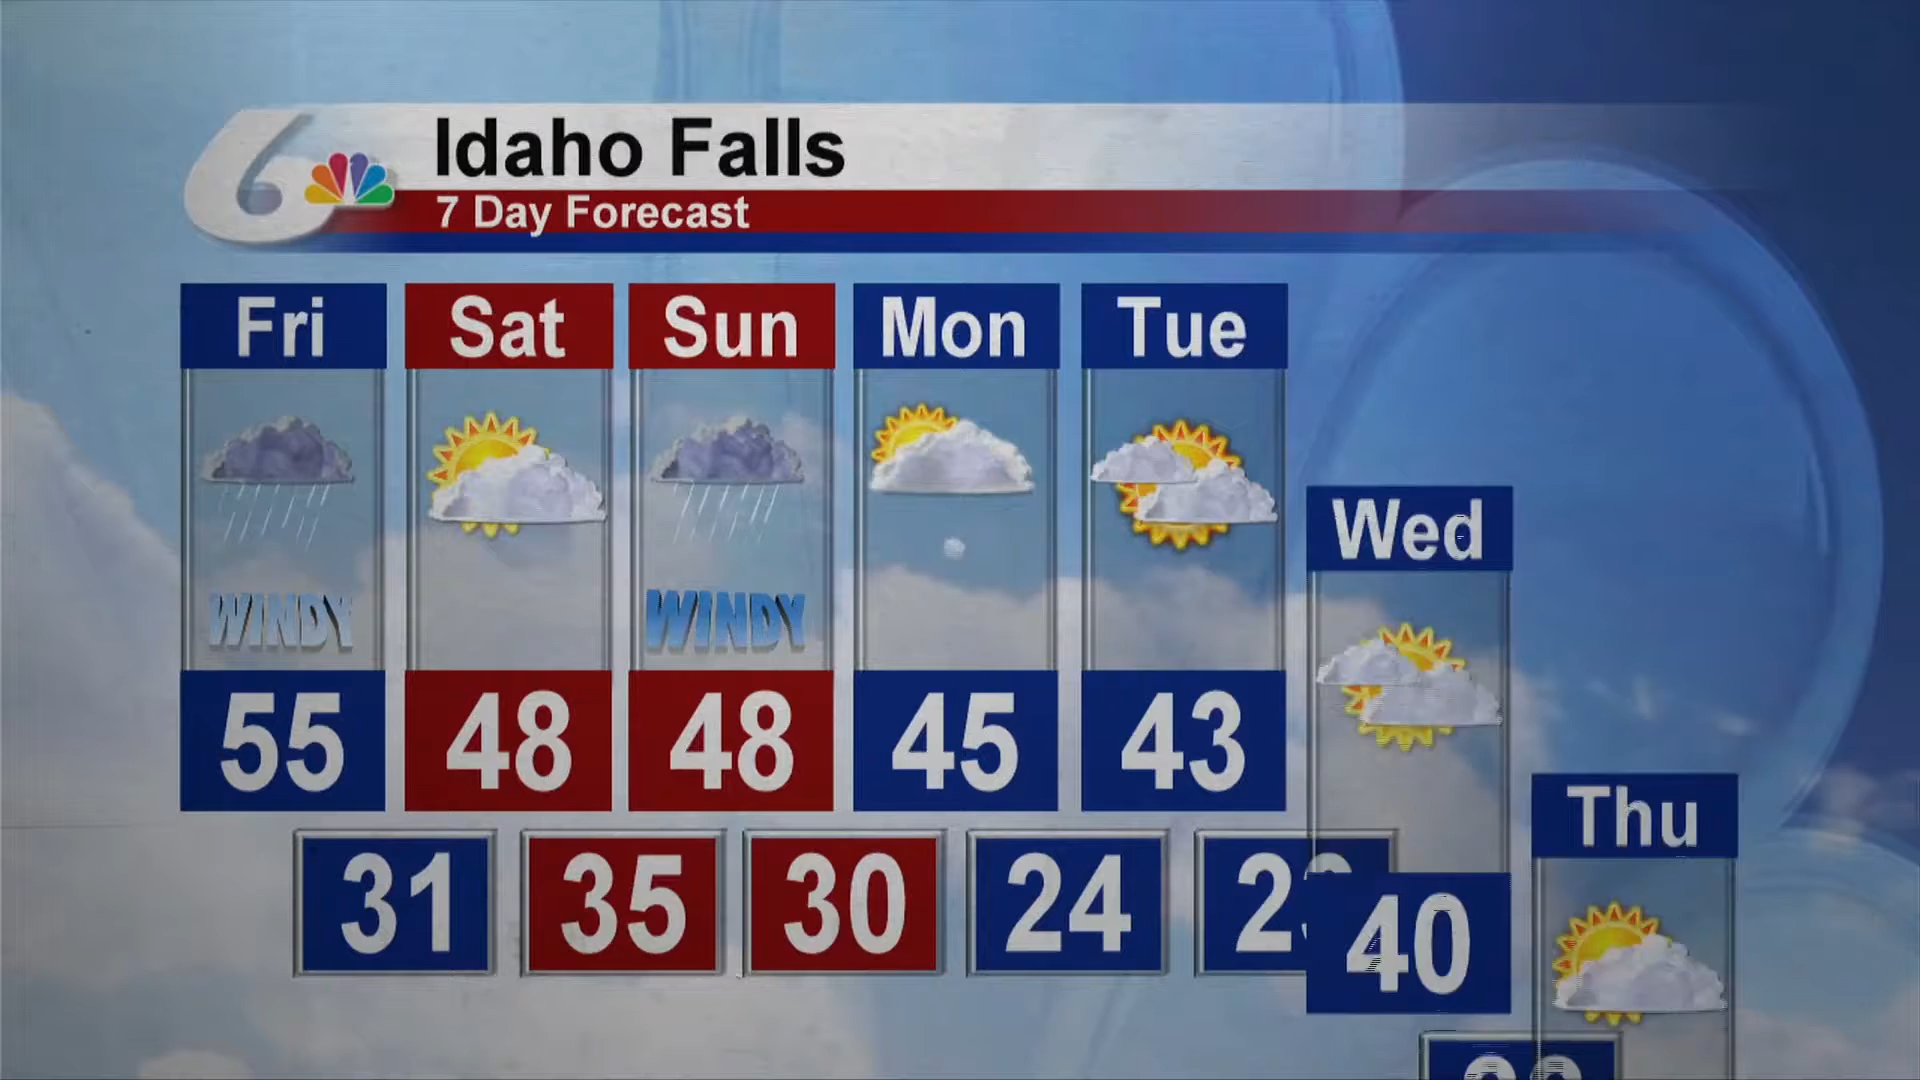 6
Idaho Falls
7 Day Forecast
Fri Sat Sun Mon Tue
Wed
WINDY WINDY
55 48 48 45 43
Thu
31 35 30 24
40